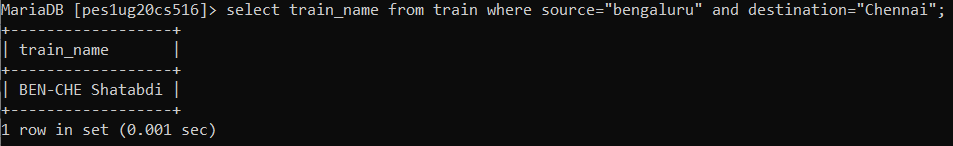 MariaDB [pes1ug20cs516]> select train_name from train where source="bengaluru" and destination="Chennai";
+------------------+
| train_name       |
+------------------+
| BEN-CHE Shatabdi |
+------------------+
1 row in set (0.001 sec)